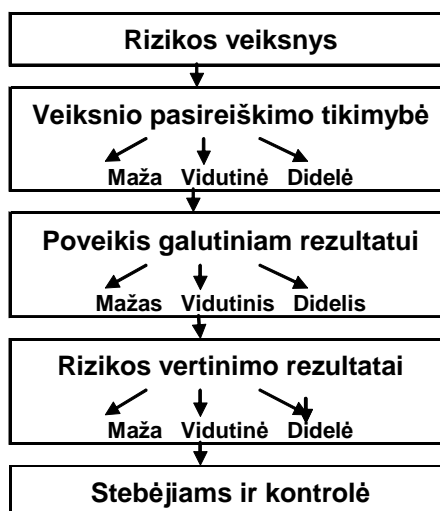 Rizikos veiksnys
Veiksnio pasireiškimo tikimybė
Maža Vidutinė Didelė
Poveikis galutiniam rezultatui
Mažas Vidutinis Didelis
Rizikos vertinimo rezultatai
Maža Vidutinė Didelė
Stebėjiams ir kontrolė